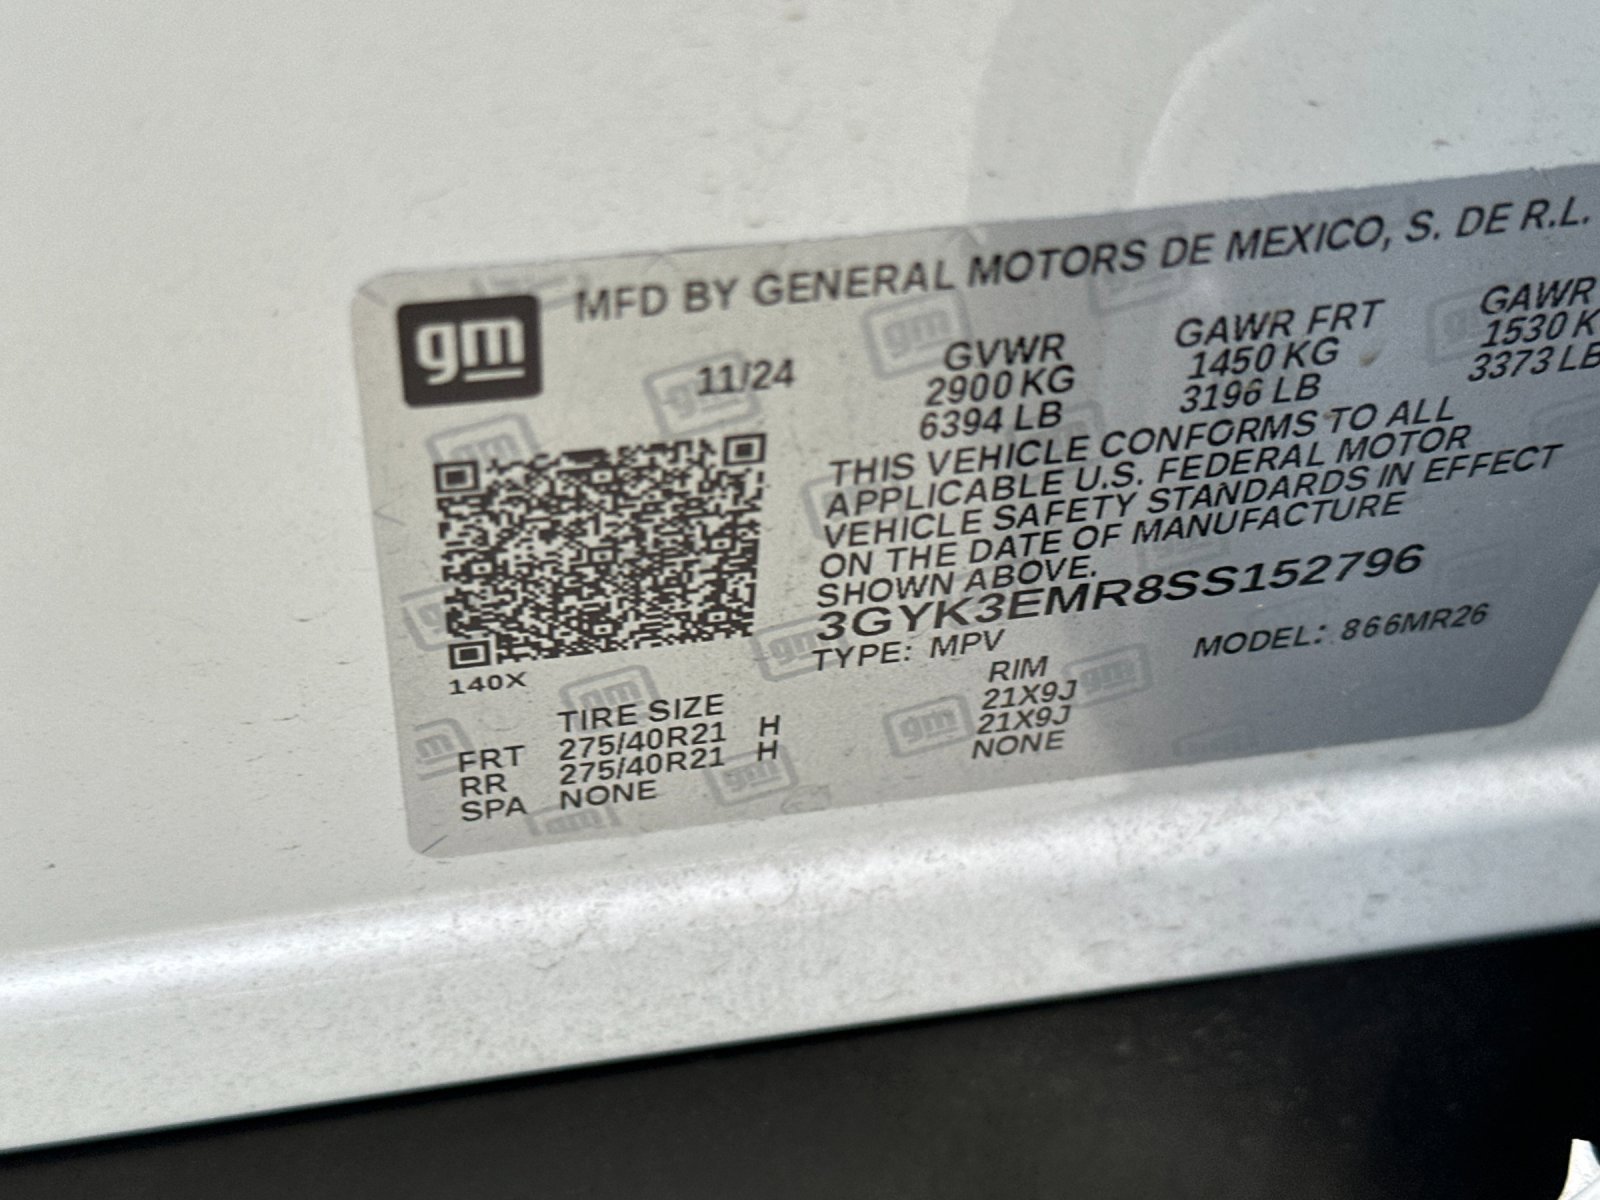 gm MFD BY GENERAL MOTORS DE MEXICO, S. DE R.L.
11/24 GVWR GAWR FRT GAWR
2900 KG 1450 KG 1530 K
6394 LB 3196 LB 3373 LB
THIS VEHICLE CONFORMS TO ALL
APPLICABLE U.S. FEDERAL MOTOR
VEHICLE SAFETY STANDARDS IN EFFECT
ON THE DATE OF MANUFACTURE
SHOWN ABOVE.
3GYK3EMR8SS152796
TYPE: MPV MODEL: 866MR26
140X
TIRE SIZE RIM
FRT 275/40R21 H 21X9J
RR 275/40R21 H 21X9J
SPA NONE NONE